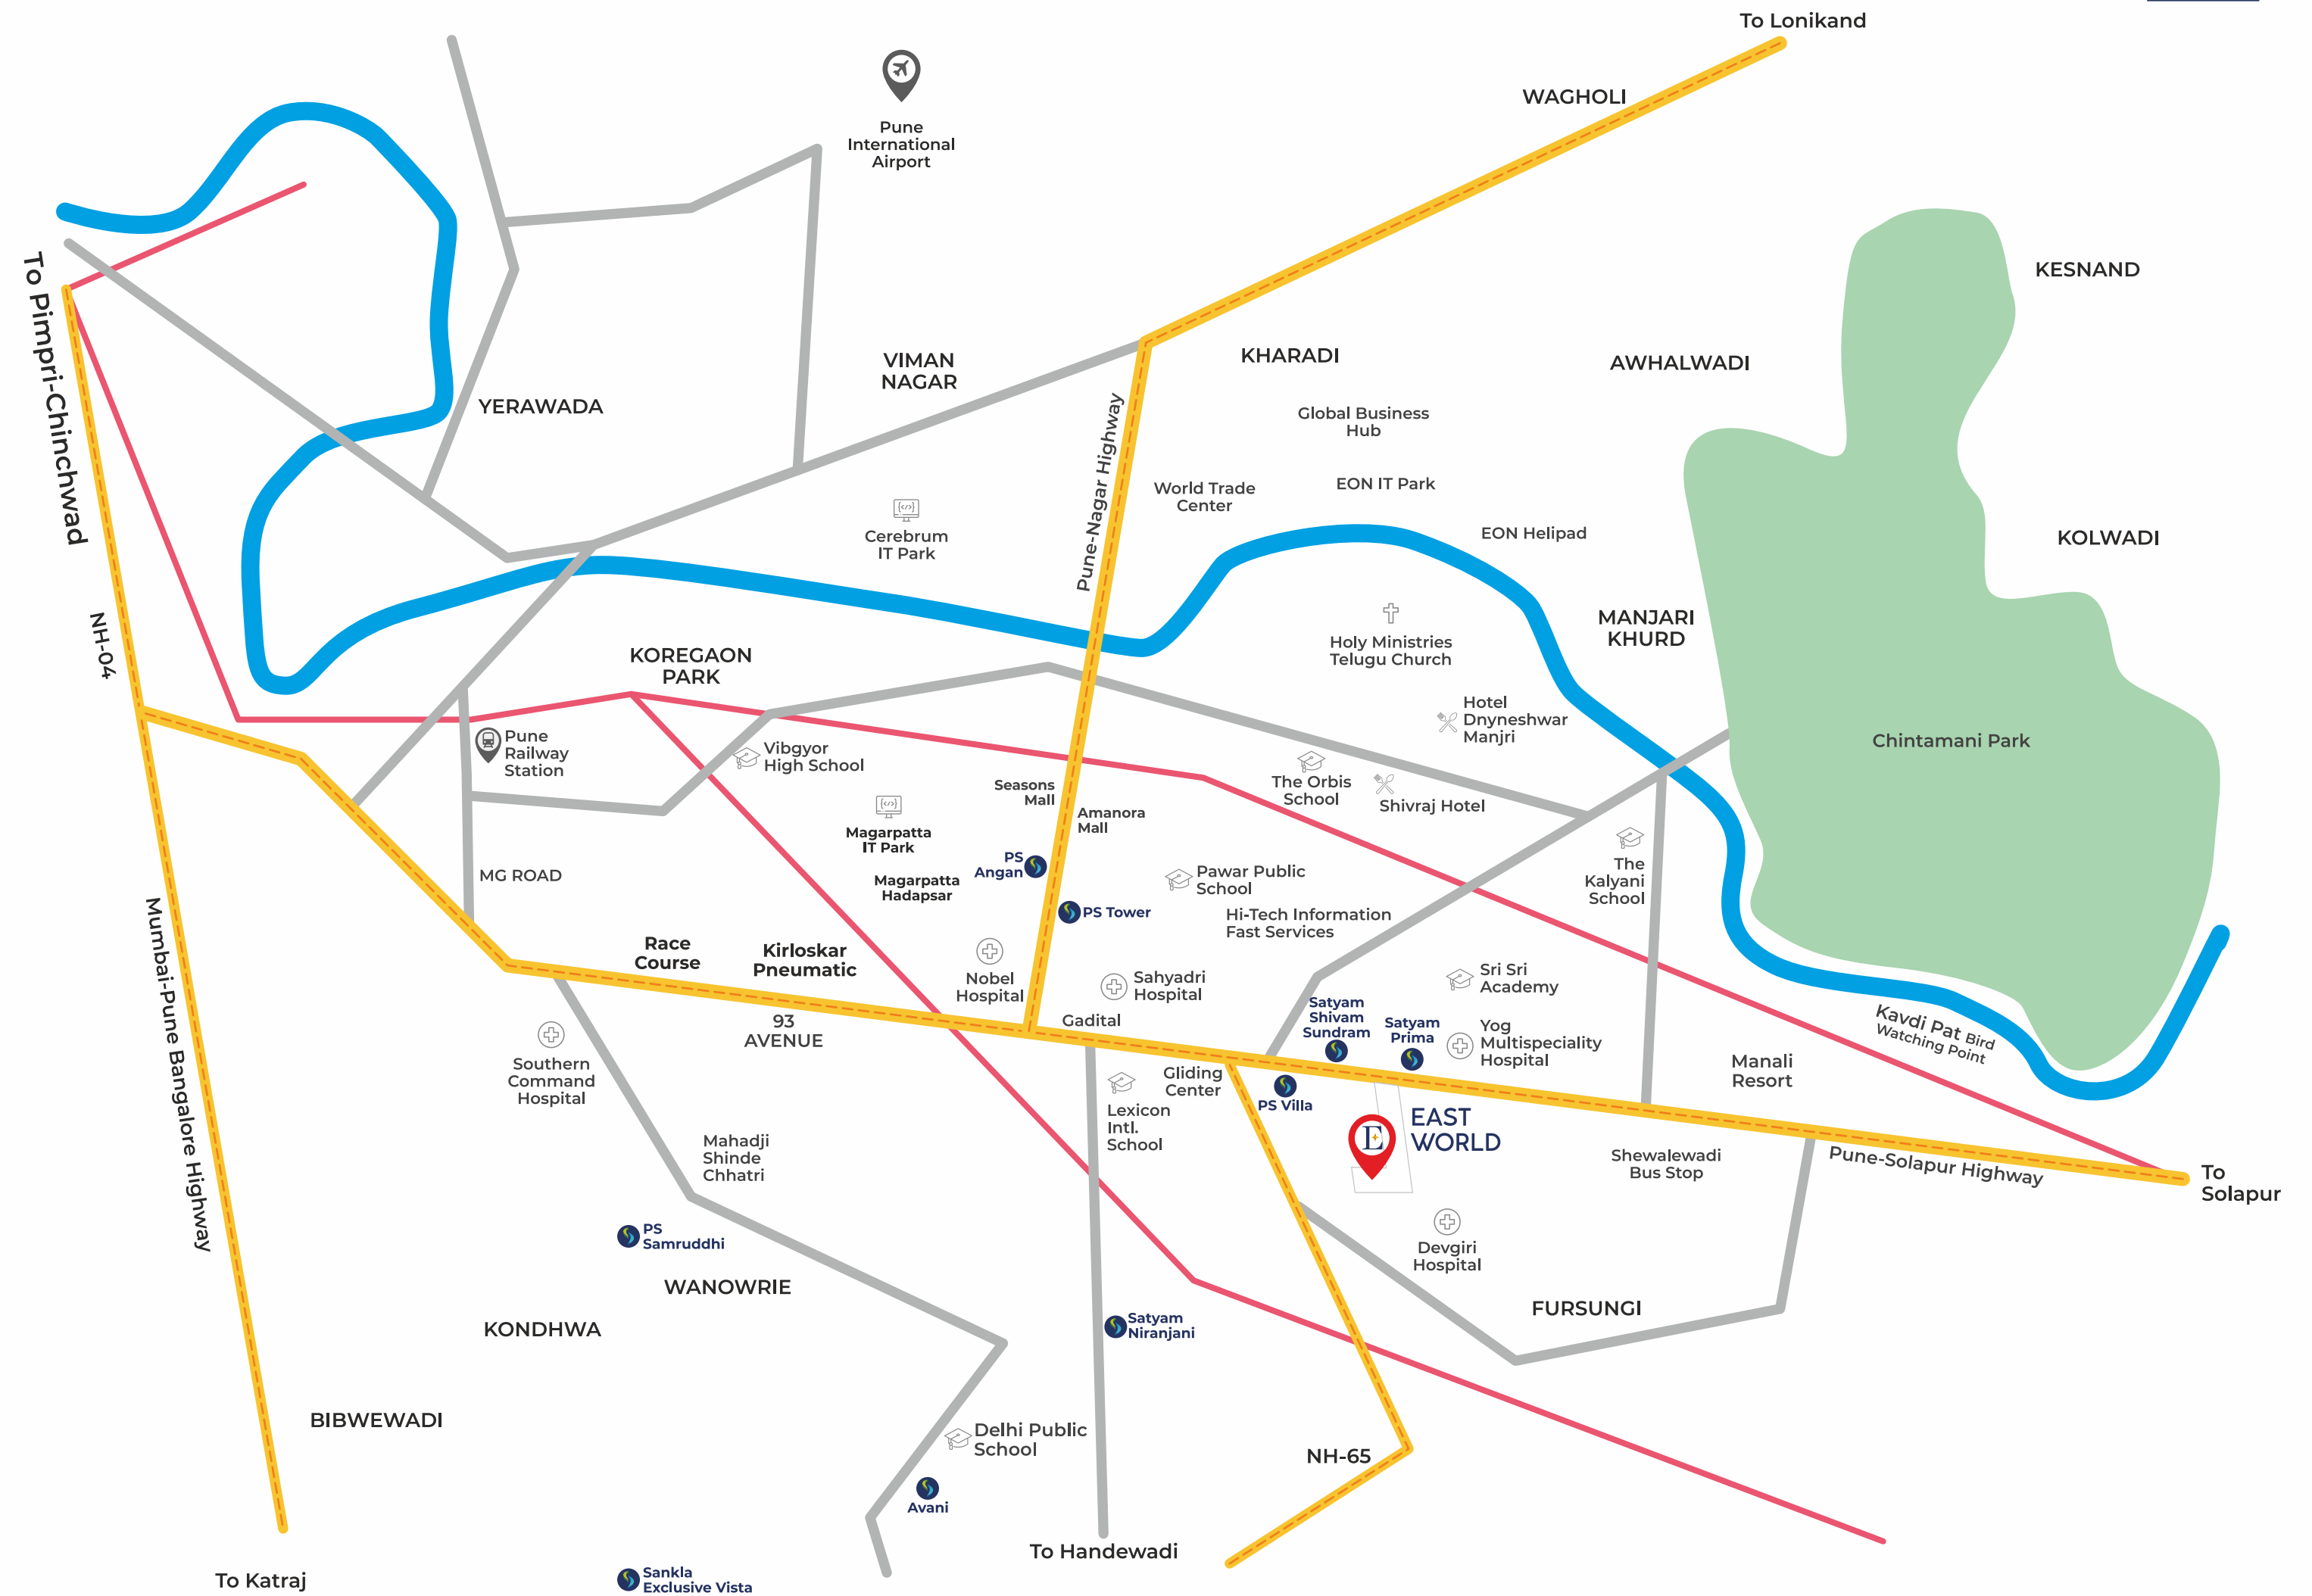 To Lonikand
WAGHOLI
Pune
International
Airport
To Pimpri-Chinchwad
KESNAND
VIMAN
NAGAR
KHARADI
AWHALWADI
YERAWADA
Global Business
Hub
Pune-Nagar Highway
World Trade
Center
EON IT Park
Cerebrum
IT Park
EON Helipad
KOLWADI
NH-04
KOREGAON
PARK
Holy Ministries
Telugu Church
MANJARI
KHURD
Hotel
Dnyneshwar
Manjri
Pune
Railway
Station
Vibgyor
High School
Chintamani Park
Seasons
Mall
The Orbis
School
Shivraj Hotel
Amanora
Mall
Magarpatta
IT Park
PS
Angan
The
Kalyani
School
MG ROAD
Magarpatta
Hadapsar
Pawar Public
School
PS Tower
Hi-Tech Information
Fast Services
Mumbai-Pune Bangalore Highway
Race
Course
Kirloskar
Pneumatic
Nobel
Hospital
Sahyadri
Hospital
Sri Sri
Academy
Satyam
Shivam
Sundram
Satyam
Prima
Gadital
93
AVENUE
Yog
Multispeciality
Hospital
Kavdi Pat Bird
Watching Point
Southern
Command
Hospital
Gliding
Center
Manali
Resort
PS Villa
Lexicon
Intl.
School
E
EAST
WORLD
Mahadji
Shinde
Chhatri
Shewalewadi
Bus Stop
Pune-Solapur Highway
To
Solapur
PS
Samruddhi
Devgiri
Hospital
WANOWRIE
FURSUNGI
KONDHWA
Satyam
Niranjani
BIBWEWADI
Delhi Public
School
NH-65
Avani
To Handewadi
To Katraj
Sankla
Exclusive Vista